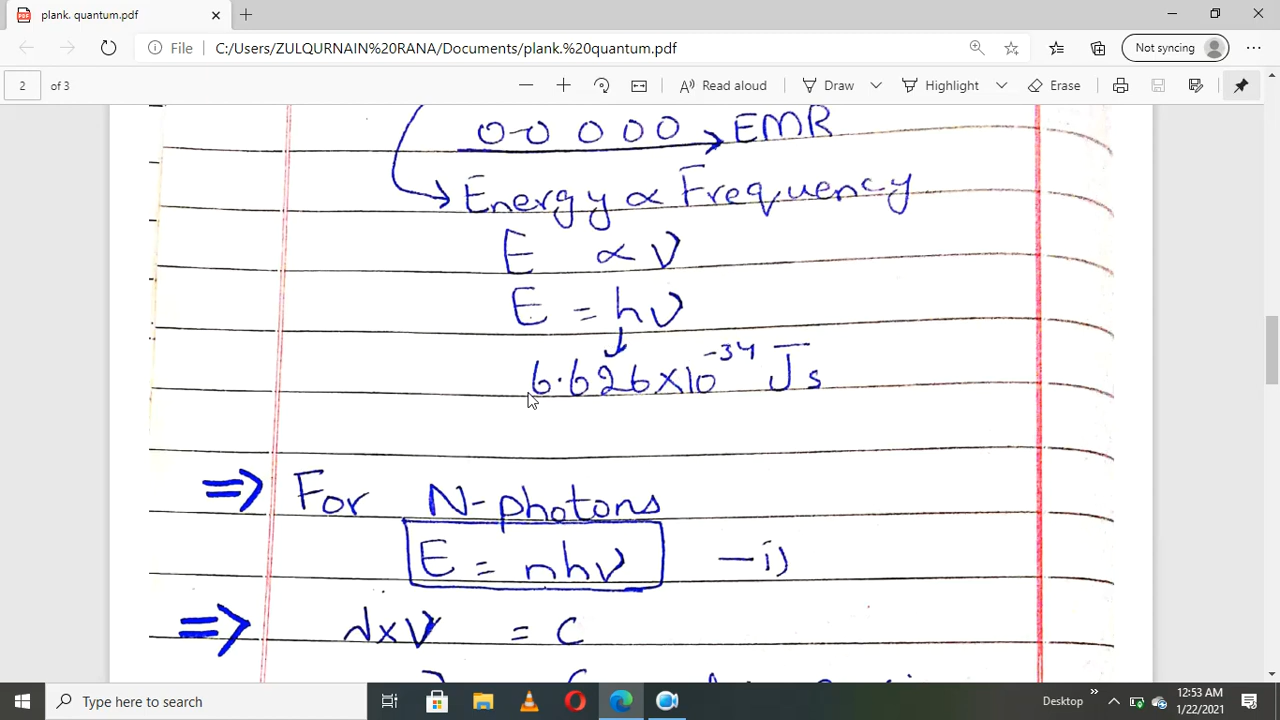 plank. quantum.pdf
File C:/Users/ZULQURNAIN%20RANA/Documents/plank.%20quantum.pdf
Not syncing
2 of 3
Read aloud
Draw
Highlight
Erase
0-0 0 0 0 → EMR
→ Energy ∝ Frequency
E ∝ ν
E = hν
6.626×10⁻³⁴ Js
⇒ For N-photons
E = nhν —i)
⇒ λ×ν = C
Type here to search
Desktop
12:53 AM
1/22/2021